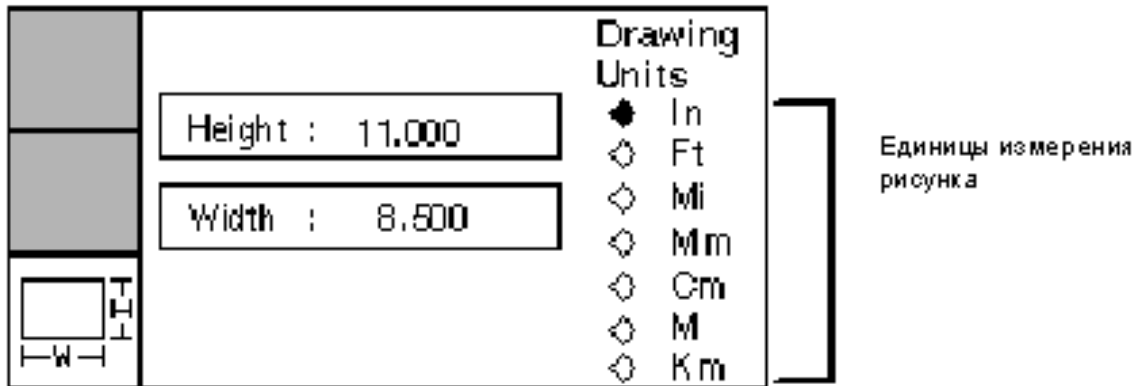 Drawing
Units
Height : 11.000
Width : 8.500
In
Ft
Mi
Mm
Cm
M
Km
Единицы измерения
рисунка
H
W